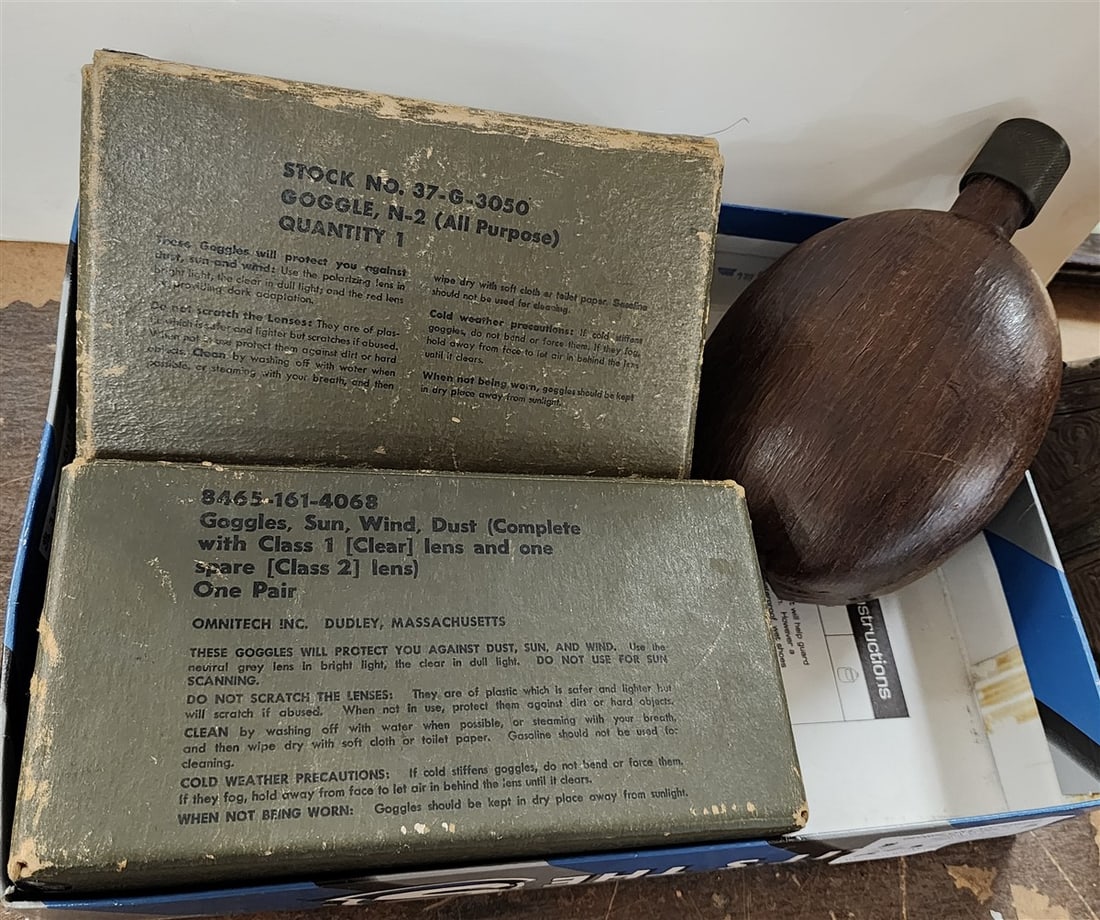 STOCK NO. 37-G-3050
GOGGLE, N-2 (All Purpose)
QUANTITY 1
These Goggles will protect you against
dust, sun and wind: Use the polarizing lens in
bright light, the clear in dull light, and the red lens
providing dark adaptation.
Do not scratch the Lenses: They are of plas-
which is safer and lighter but scratches if abused.
When not in use protect them against dirt or hard
objects. Clean by washing off with water when
possible, or steaming with your breath, and then
wipe dry with soft cloth or toilet paper. Gasoline
should not be used for cleaning.
Cold weather precautions: If cold stiffens
goggles, do not bend or force them. If they fog,
hold away from face to let air in behind the lens
until it clears.
When not being worn, goggles should be kept
in dry place away from sunlight.
8465-161-4068
Goggles, Sun, Wind, Dust (Complete
with Class 1 [Clear] lens and one
spare [Class 2] lens)
One Pair
OMNITECH INC. DUDLEY, MASSACHUSETTS
THESE GOGGLES WILL PROTECT YOU AGAINST DUST, SUN, AND WIND. Use the
neutral grey lens in bright light, the clear in dull light. DO NOT USE FOR SUN
SCANNING.
DO NOT SCRATCH THE LENSES: They are of plastic which is safer and lighter but
will scratch if abused. When not in use, protect them against dirt or hard objects.
CLEAN by washing off with water when possible, or steaming with your breath,
and then wipe dry with soft cloth or toilet paper. Gasoline should not be used for
cleaning.
COLD WEATHER PRECAUTIONS: If cold stiffens goggles, do not bend or force them.
If they fog, hold away from face to let air in behind the lens until it clears.
WHEN NOT BEING WORN: Goggles should be kept in dry place away from sunlight.
nstructions
will help guard
However a
wet shoes
THE